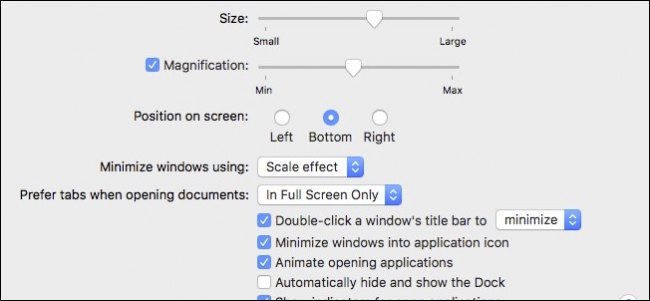 Size:
Small Large
Magnification:
Min Max
Position on screen:
Left Bottom Right
Minimize windows using: Scale effect
Prefer tabs when opening documents: In Full Screen Only
Double-click a window's title bar to minimize
Minimize windows into application icon
Animate opening applications
Automatically hide and show the Dock